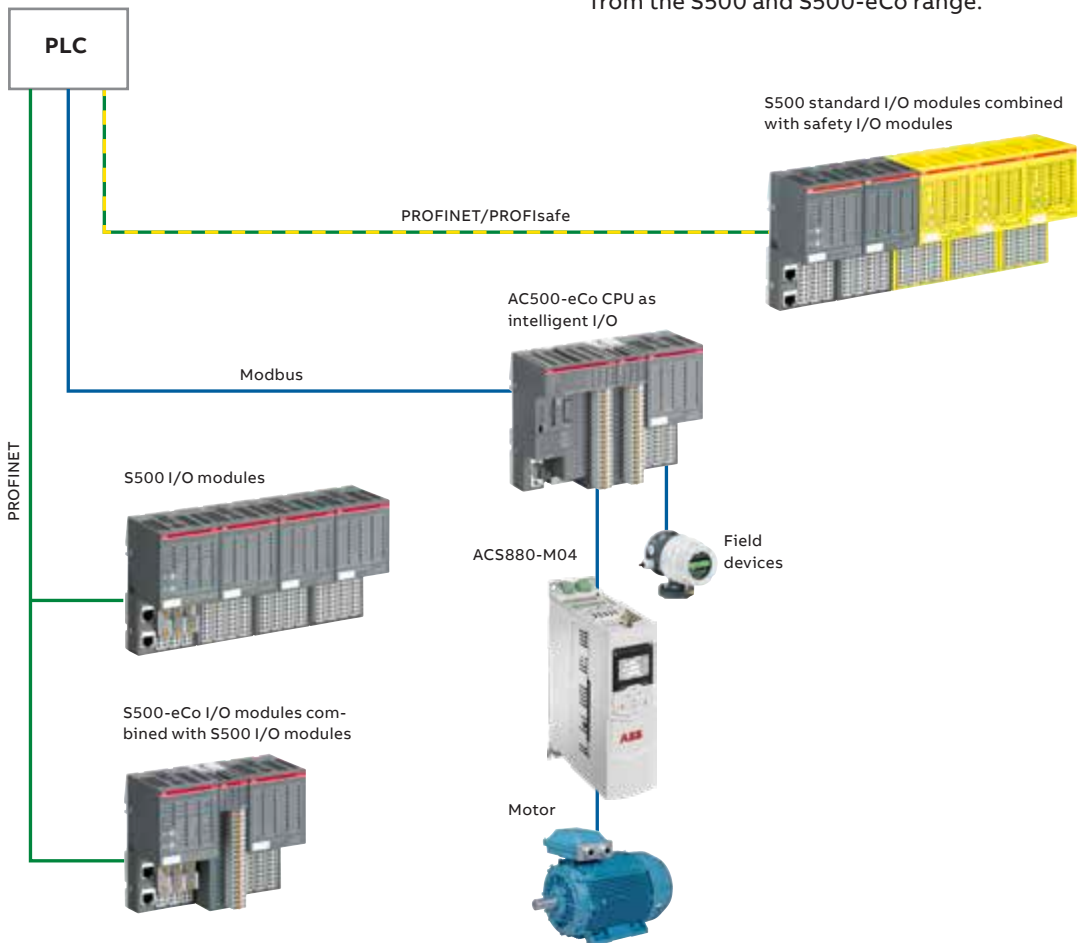 from the S500 and S500-eCo range.
PLC
S500 standard I/O modules combined
with safety I/O modules
PROFINET/PROFIsafe
AC500-eCo CPU as
intelligent I/O
Modbus
PROFINET
S500 I/O modules
ACS880-M04
Field
devices
S500-eCo I/O modules com-
bined with S500 I/O modules
ABB
Motor